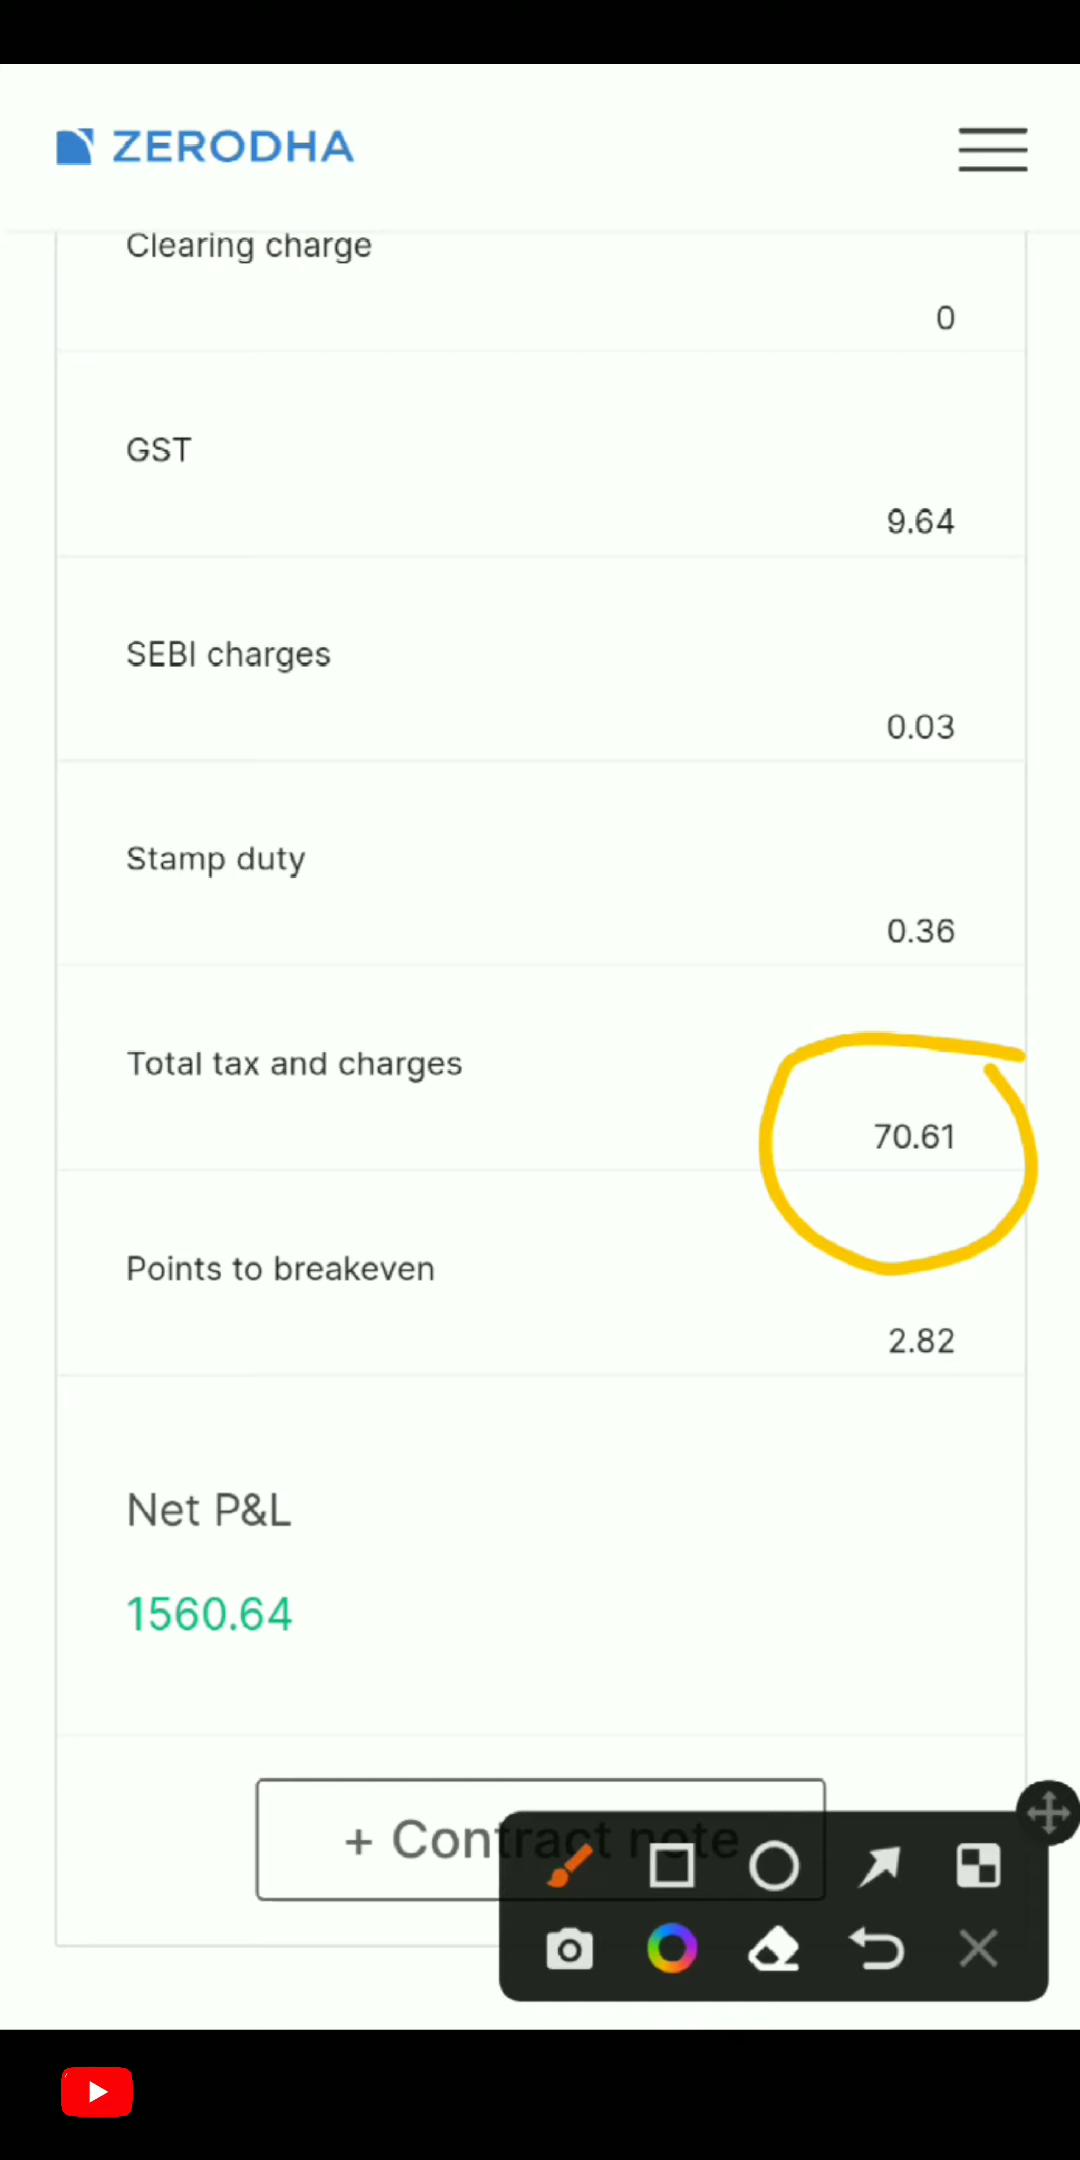 ZERODHA
Clearing charge
0
GST
9.64
SEBI charges
0.03
Stamp duty
0.36
Total tax and charges
70.61
Points to breakeven
2.82
Net P&L
1560.64
+ Contract note